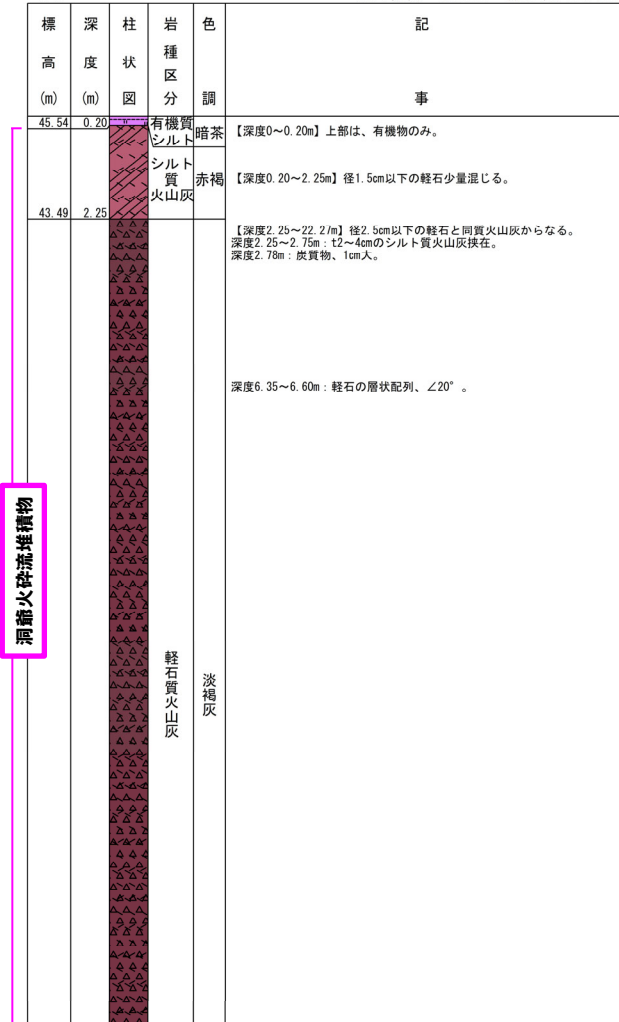 標高(m)
深度(m)
柱状図
岩種区分
色調
記事
45.54
0.20
有機質
シルト
暗茶
【深度0～0.20m】上部は、有機物のみ。
シルト
質
火山灰
赤褐
【深度0.20～2.25m】径1.5cm以下の軽石少量混じる。
43.49
2.25
【深度2.25～22.27m】径2.5cm以下の軽石と同質火山灰からなる。
深度2.25～2.75m：t2～4cmのシルト質火山灰挟在。
深度2.78m：炭質物、1cm大。
深度6.35～6.60m：軽石の層状配列、∠20°。
洞爺火砕流堆積物
軽石質火山灰
淡褐灰